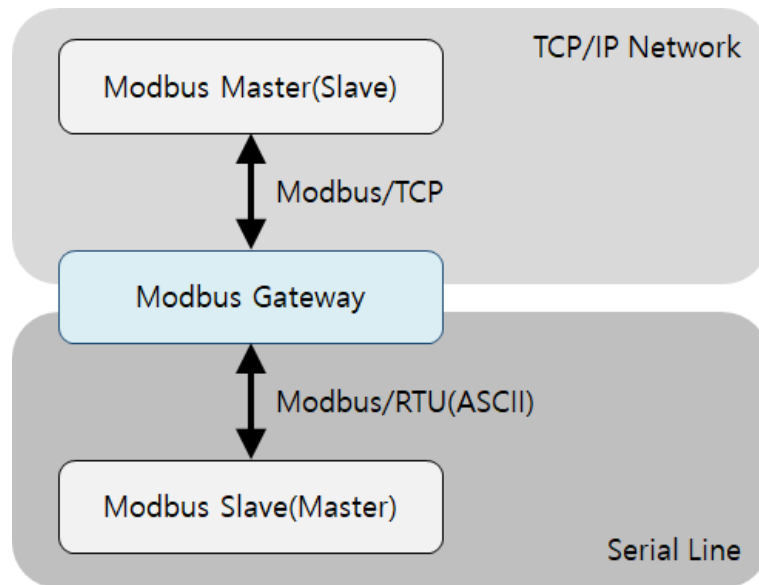 TCP/IP Network
Modbus Master(Slave)
Modbus/TCP
Modbus Gateway
Modbus/RTU(ASCII)
Modbus Slave(Master)
Serial Line